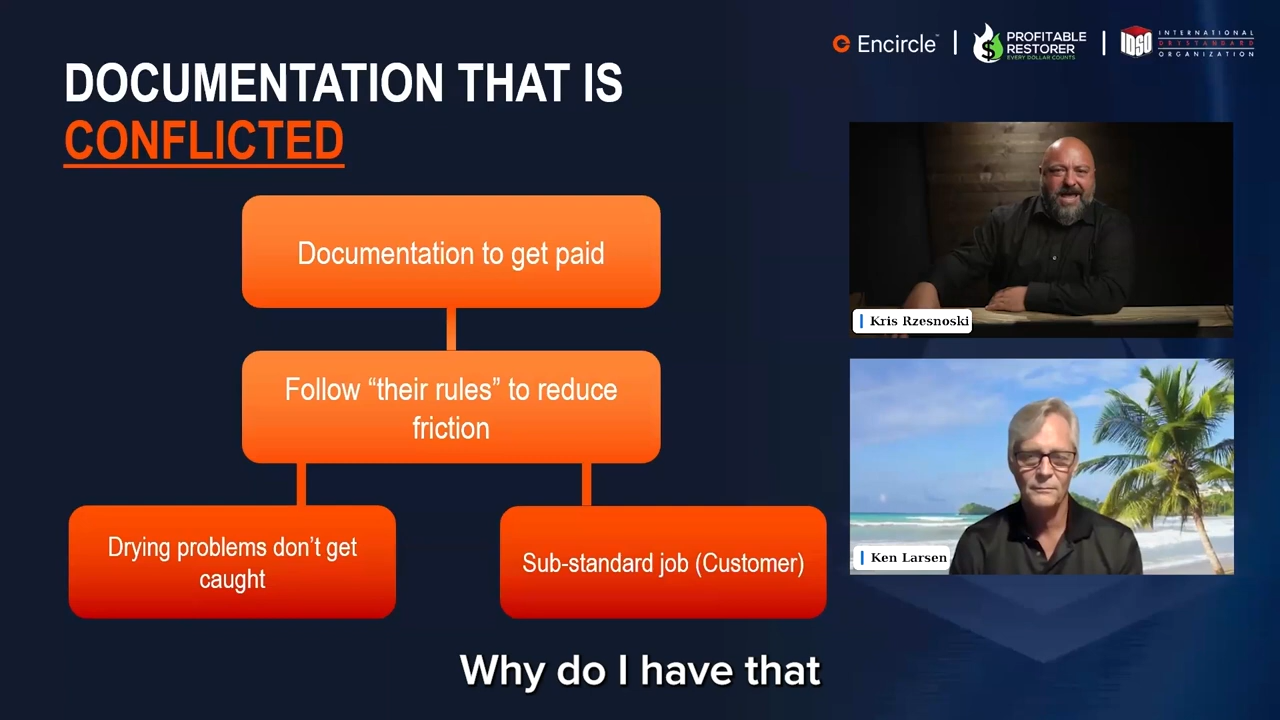 Encircle
PROFITABLE
RESTORER
EVERY DOLLAR COUNTS
IDSO
INTERNATIONAL
DRYSTANDARD
ORGANIZATION
DOCUMENTATION THAT IS
CONFLICTED
Documentation to get paid
Follow “their rules” to reduce
friction
Drying problems don’t get
caught
Sub-standard job (Customer)
Kris Rzesnoski
Ken Larsen
Why do I have that